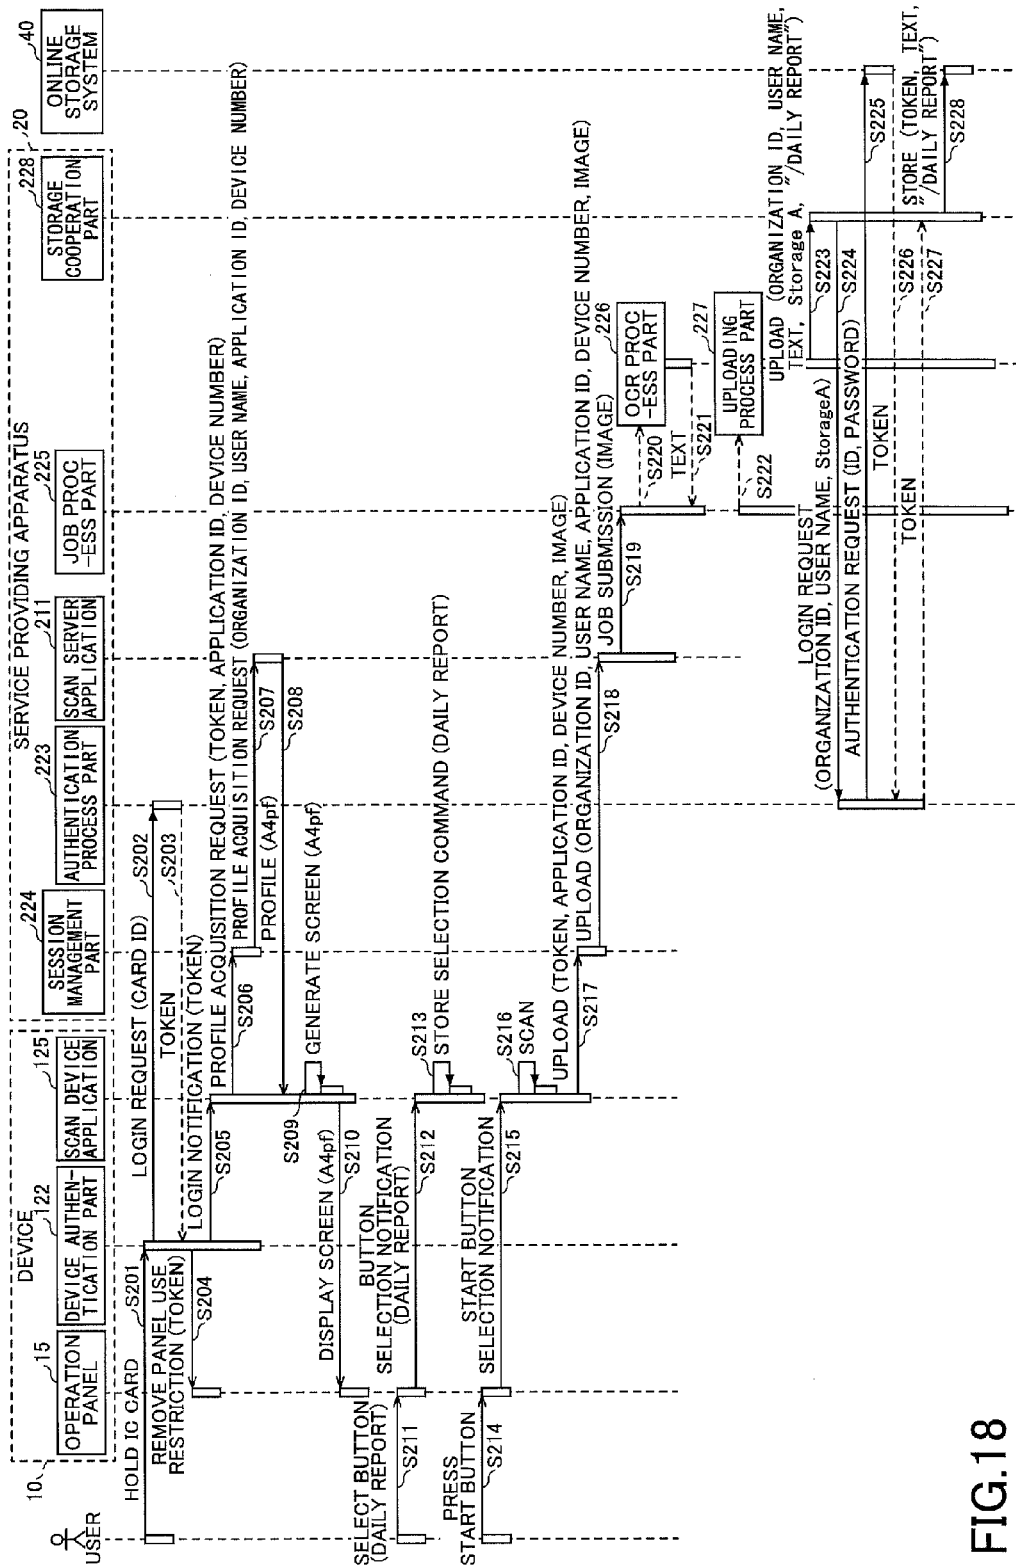 10
DEVICE
15
OPERATION
PANEL
122
DEVICE AUTHEN-
TICATION PART
125
SCAN DEVICE
APPLICATION
SERVICE PROVIDING APPARATUS
20
224
SESSION
MANAGEMENT
PART
223
AUTHENTICATION
PROCESS PART
211
SCAN SERVER
APPLICATION
225
JOB PROC
-ESS PART
228
STORAGE
COOPERATION
PART
40
ONLINE
STORAGE
SYSTEM
USER
HOLD IC CARD
S201
LOGIN REQUEST (CARD ID)
S202
TOKEN
S203
REMOVE PANEL USE
RESTRICTION (TOKEN)
S204
LOGIN NOTIFICATION (TOKEN)
S205
PROFILE ACQUISITION REQUEST (TOKEN, APPLICATION ID, DEVICE NUMBER)
S206
PROFILE ACQUISITION REQUEST (ORGANIZATION ID, USER NAME, APPLICATION ID, DEVICE NUMBER)
S207
PROFILE (A4pf)
S208
GENERATE SCREEN (A4pf)
S209
DISPLAY SCREEN (A4pf)
S210
SELECT BUTTON
(DAILY REPORT)
S211
BUTTON
SELECTION NOTIFICATION
(DAILY REPORT)
S212
S213
STORE SELECTION COMMAND (DAILY REPORT)
PRESS
START BUTTON
S214
START BUTTON
SELECTION NOTIFICATION
S215
S216
SCAN
UPLOAD (TOKEN, APPLICATION ID, DEVICE NUMBER, IMAGE)
S217
UPLOAD (ORGANIZATION ID, USER NAME, APPLICATION ID, DEVICE NUMBER, IMAGE)
S218
JOB SUBMISSION (IMAGE)
S219
226
OCR PROC
-ESS PART
S220
TEXT
S221
227
UPLOADING
PROCESS PART
S222
UPLOAD (ORGANIZATION ID, USER NAME,
TEXT, Storage A, "/DAILY REPORT")
S223
LOGIN REQUEST
(ORGANIZATION ID, USER NAME, StorageA)
S224
AUTHENTICATION REQUEST (ID, PASSWORD)
S225
TOKEN
S226
TOKEN
S227
STORE (TOKEN, TEXT,
"/DAILY REPORT")
S228
FIG.18